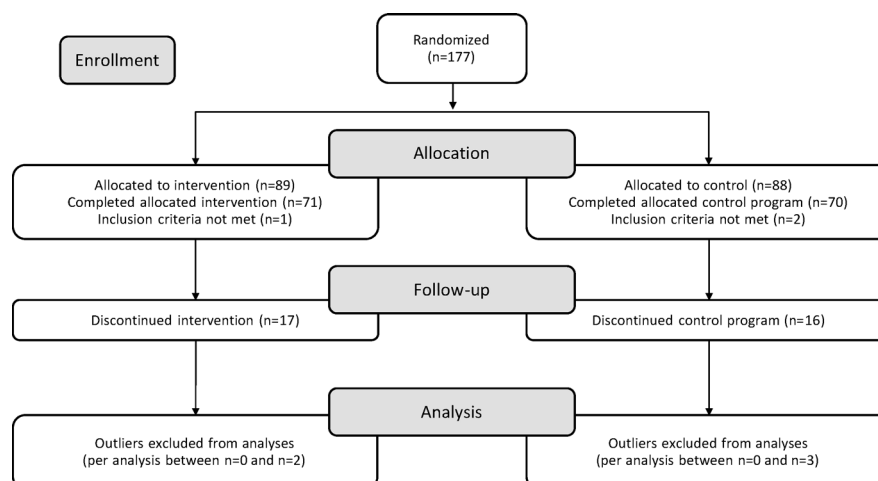 Enrollment
Randomized
(n=177)
Allocation
Allocated to intervention (n=89)
Completed allocated intervention (n=71)
Inclusion criteria not met (n=1)
Allocated to control (n=88)
Completed allocated control program (n=70)
Inclusion criteria not met (n=2)
Follow-up
Discontinued intervention (n=17)
Discontinued control program (n=16)
Analysis
Outliers excluded from analyses
(per analysis between n=0 and n=2)
Outliers excluded from analyses
(per analysis between n=0 and n=3)